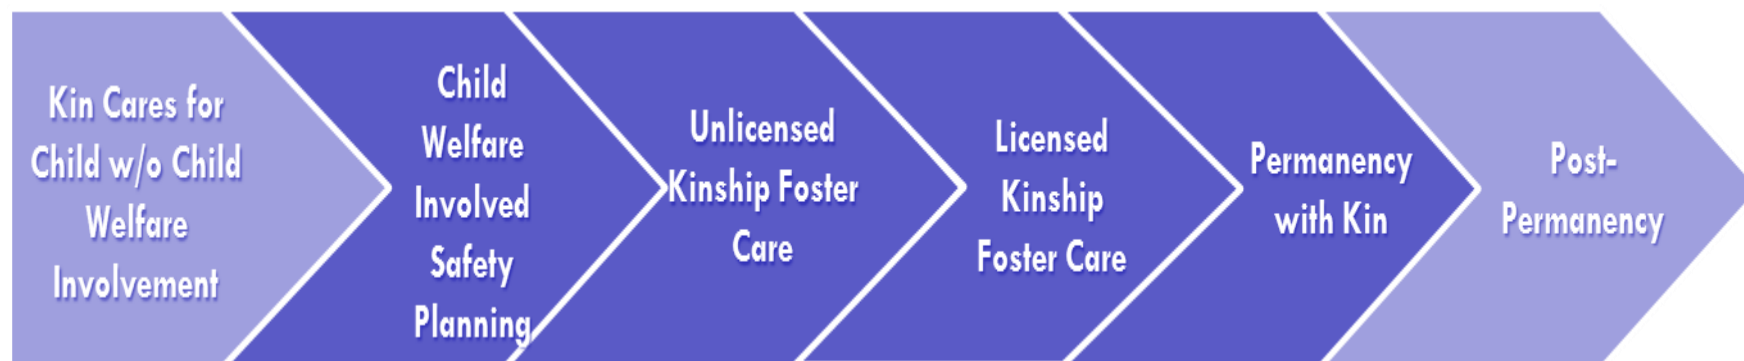 Kin Cares for
Child w/o Child
Welfare
Involvement
Child
Welfare
Involved
Safety
Planning
Unlicensed
Kinship Foster
Care
Licensed
Kinship
Foster Care
Permanency
with Kin
Post-
Permanency